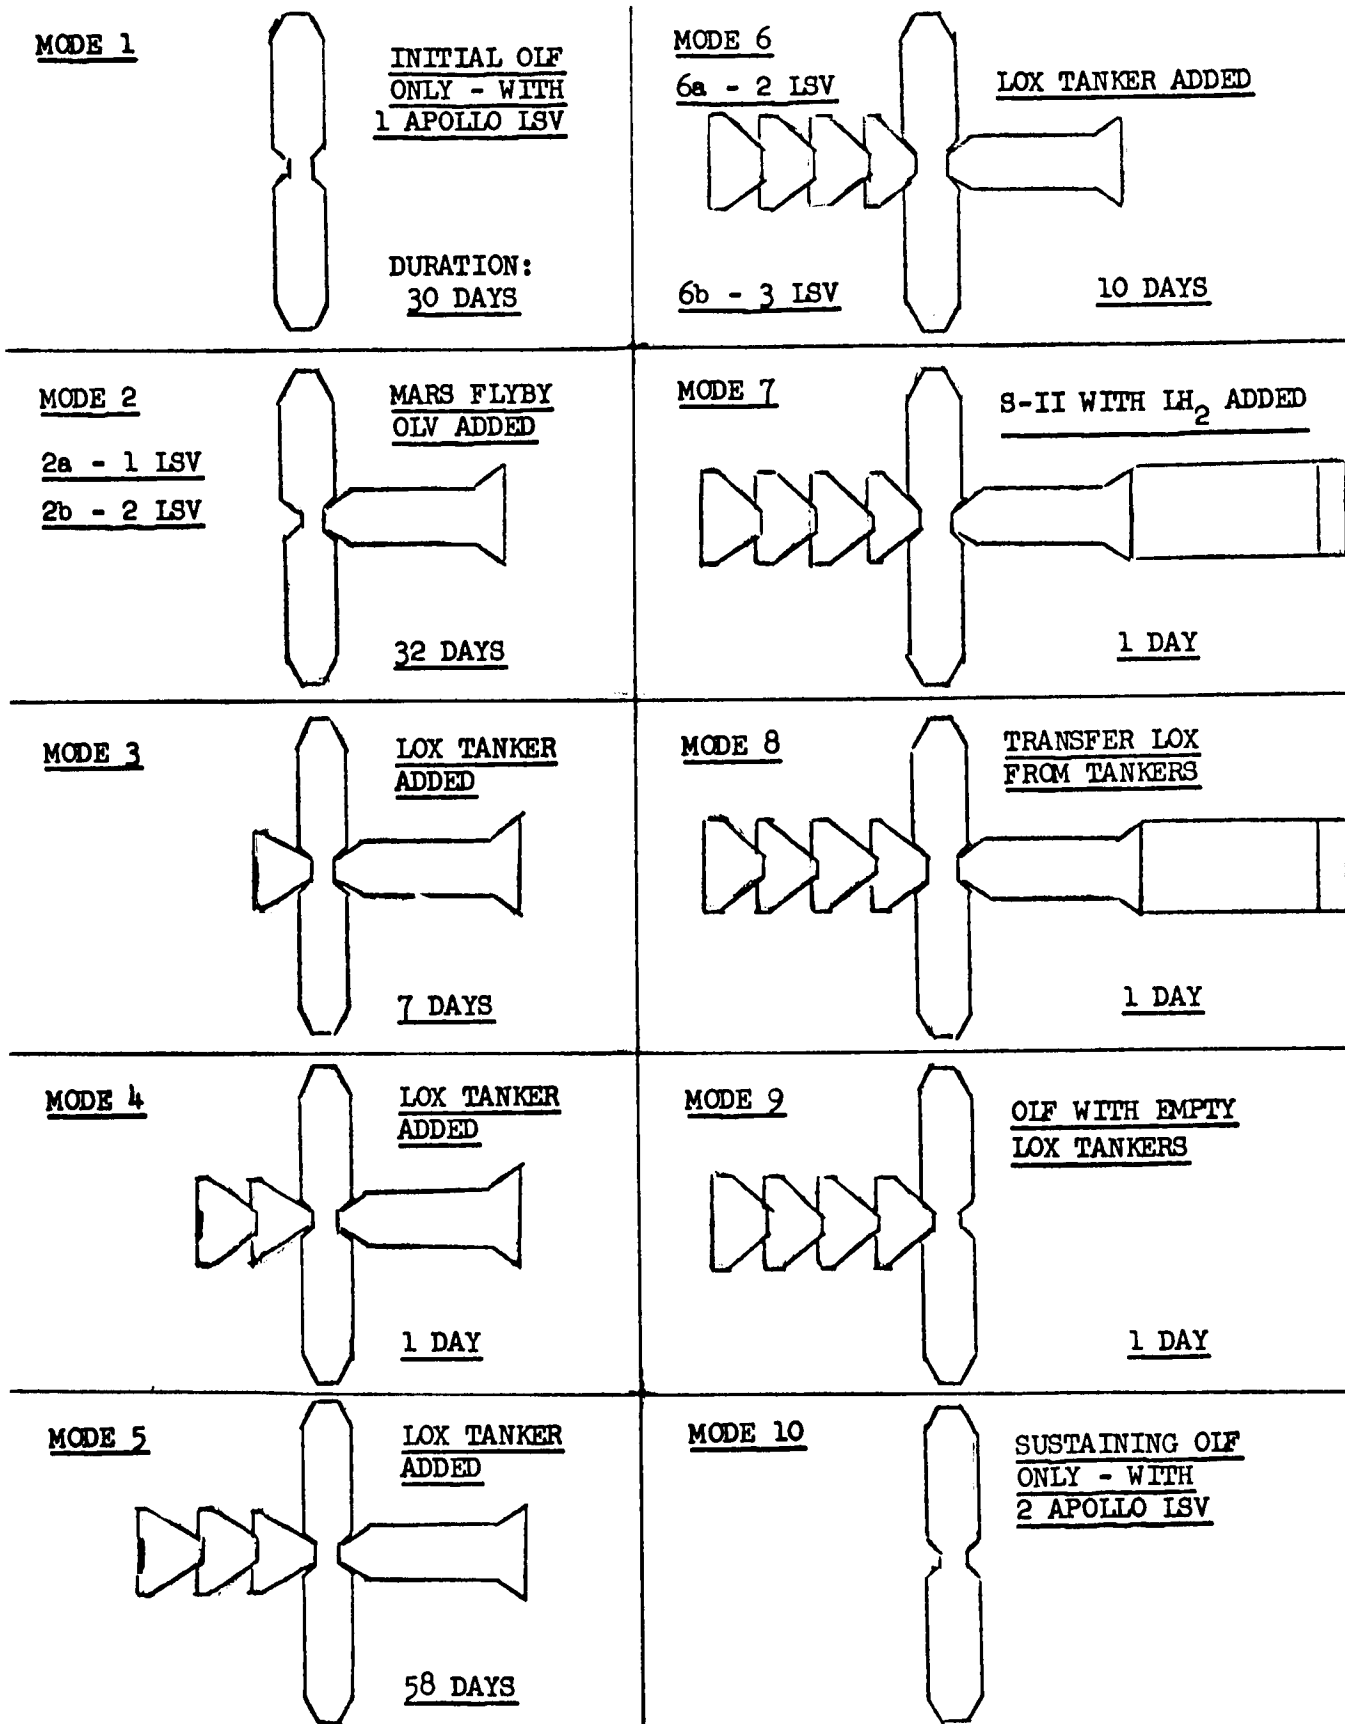 MODE 1
INITIAL OLF
ONLY - WITH
1 APOLLO LSV
DURATION:
30 DAYS
MODE 2
2a - 1 LSV
2b - 2 LSV
MARS FLYBY
OLV ADDED
32 DAYS
MODE 3
LOX TANKER
ADDED
7 DAYS
MODE 4
LOX TANKER
ADDED
1 DAY
MODE 5
LOX TANKER
ADDED
58 DAYS
MODE 6
6a - 2 LSV
LOX TANKER ADDED
6b - 3 LSV
10 DAYS
MODE 7
S-II WITH LH2 ADDED
1 DAY
MODE 8
TRANSFER LOX
FROM TANKERS
1 DAY
MODE 9
OLF WITH EMPTY
LOX TANKERS
1 DAY
MODE 10
SUSTAINING OLF
ONLY - WITH
2 APOLLO LSV